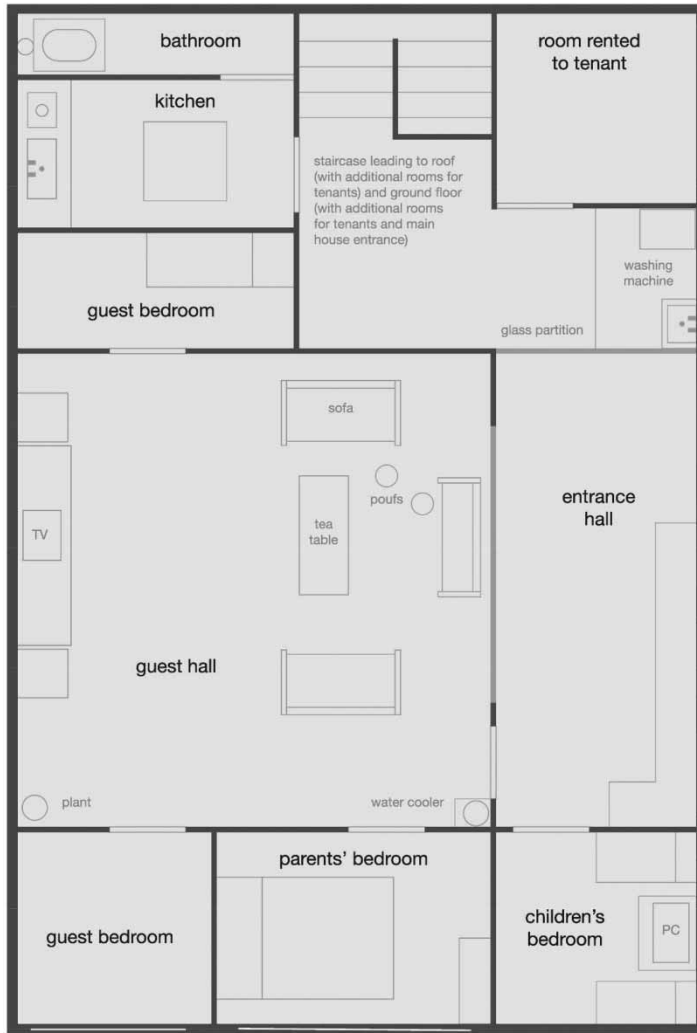 bathroom
room rented
to tenant
kitchen
staircase leading to roof
(with additional rooms for
tenants) and ground floor
(with additional rooms
for tenants and main
house entrance)
washing
machine
guest bedroom
glass partition
sofa
poufs
entrance
hall
TV
tea
table
guest hall
plant
water cooler
parents’ bedroom
guest bedroom
children’s
bedroom
PC